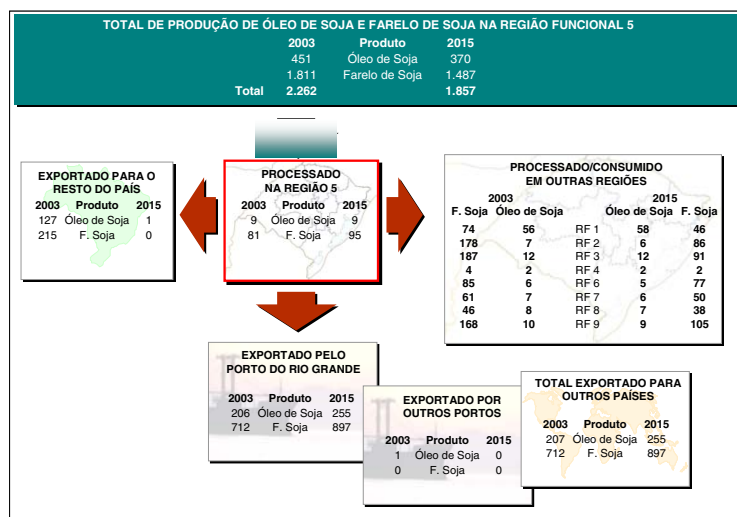 TOTAL DE PRODUÇÃO DE ÓLEO DE SOJA E FARELO DE SOJA NA REGIÃO FUNCIONAL 5
2003 Produto 2015
451 Óleo de Soja 370
1.811 Farelo de Soja 1.487
Total 2.262 1.857
EXPORTADO PARA O
RESTO DO PAÍS
2003 Produto 2015
127 Óleo de Soja 1
215 F. Soja 0
PROCESSADO
NA REGIÃO 5
2003 Produto 2015
9 Óleo de Soja 9
81 F. Soja 95
PROCESSADO/CONSUMIDO
EM OUTRAS REGIÕES
2003 2015
F. Soja Óleo de Soja Óleo de Soja F. Soja
74 56 RF 1 58 46
178 7 RF 2 6 86
187 12 RF 3 12 91
4 2 RF 4 2 2
85 6 RF 6 5 77
61 7 RF 7 6 50
46 8 RF 8 7 38
168 10 RF 9 9 105
EXPORTADO PELO
PORTO DO RIO GRANDE
2003 Produto 2015
206 Óleo de Soja 255
712 F. Soja 897
EXPORTADO POR
OUTROS PORTOS
2003 Produto 2015
1 Óleo de Soja 0
0 F. Soja 0
TOTAL EXPORTADO PARA
OUTROS PAÍSES
2003 Produto 2015
207 Óleo de Soja 255
712 F. Soja 897